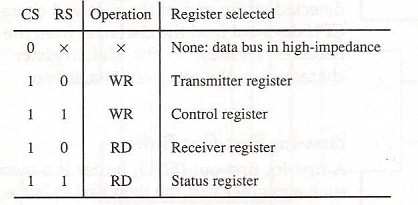 CS RS Operation Register selected
0 × × None: data bus in high-impedance
1 0 WR Transmitter register
1 1 WR Control register
1 0 RD Receiver register
1 1 RD Status register